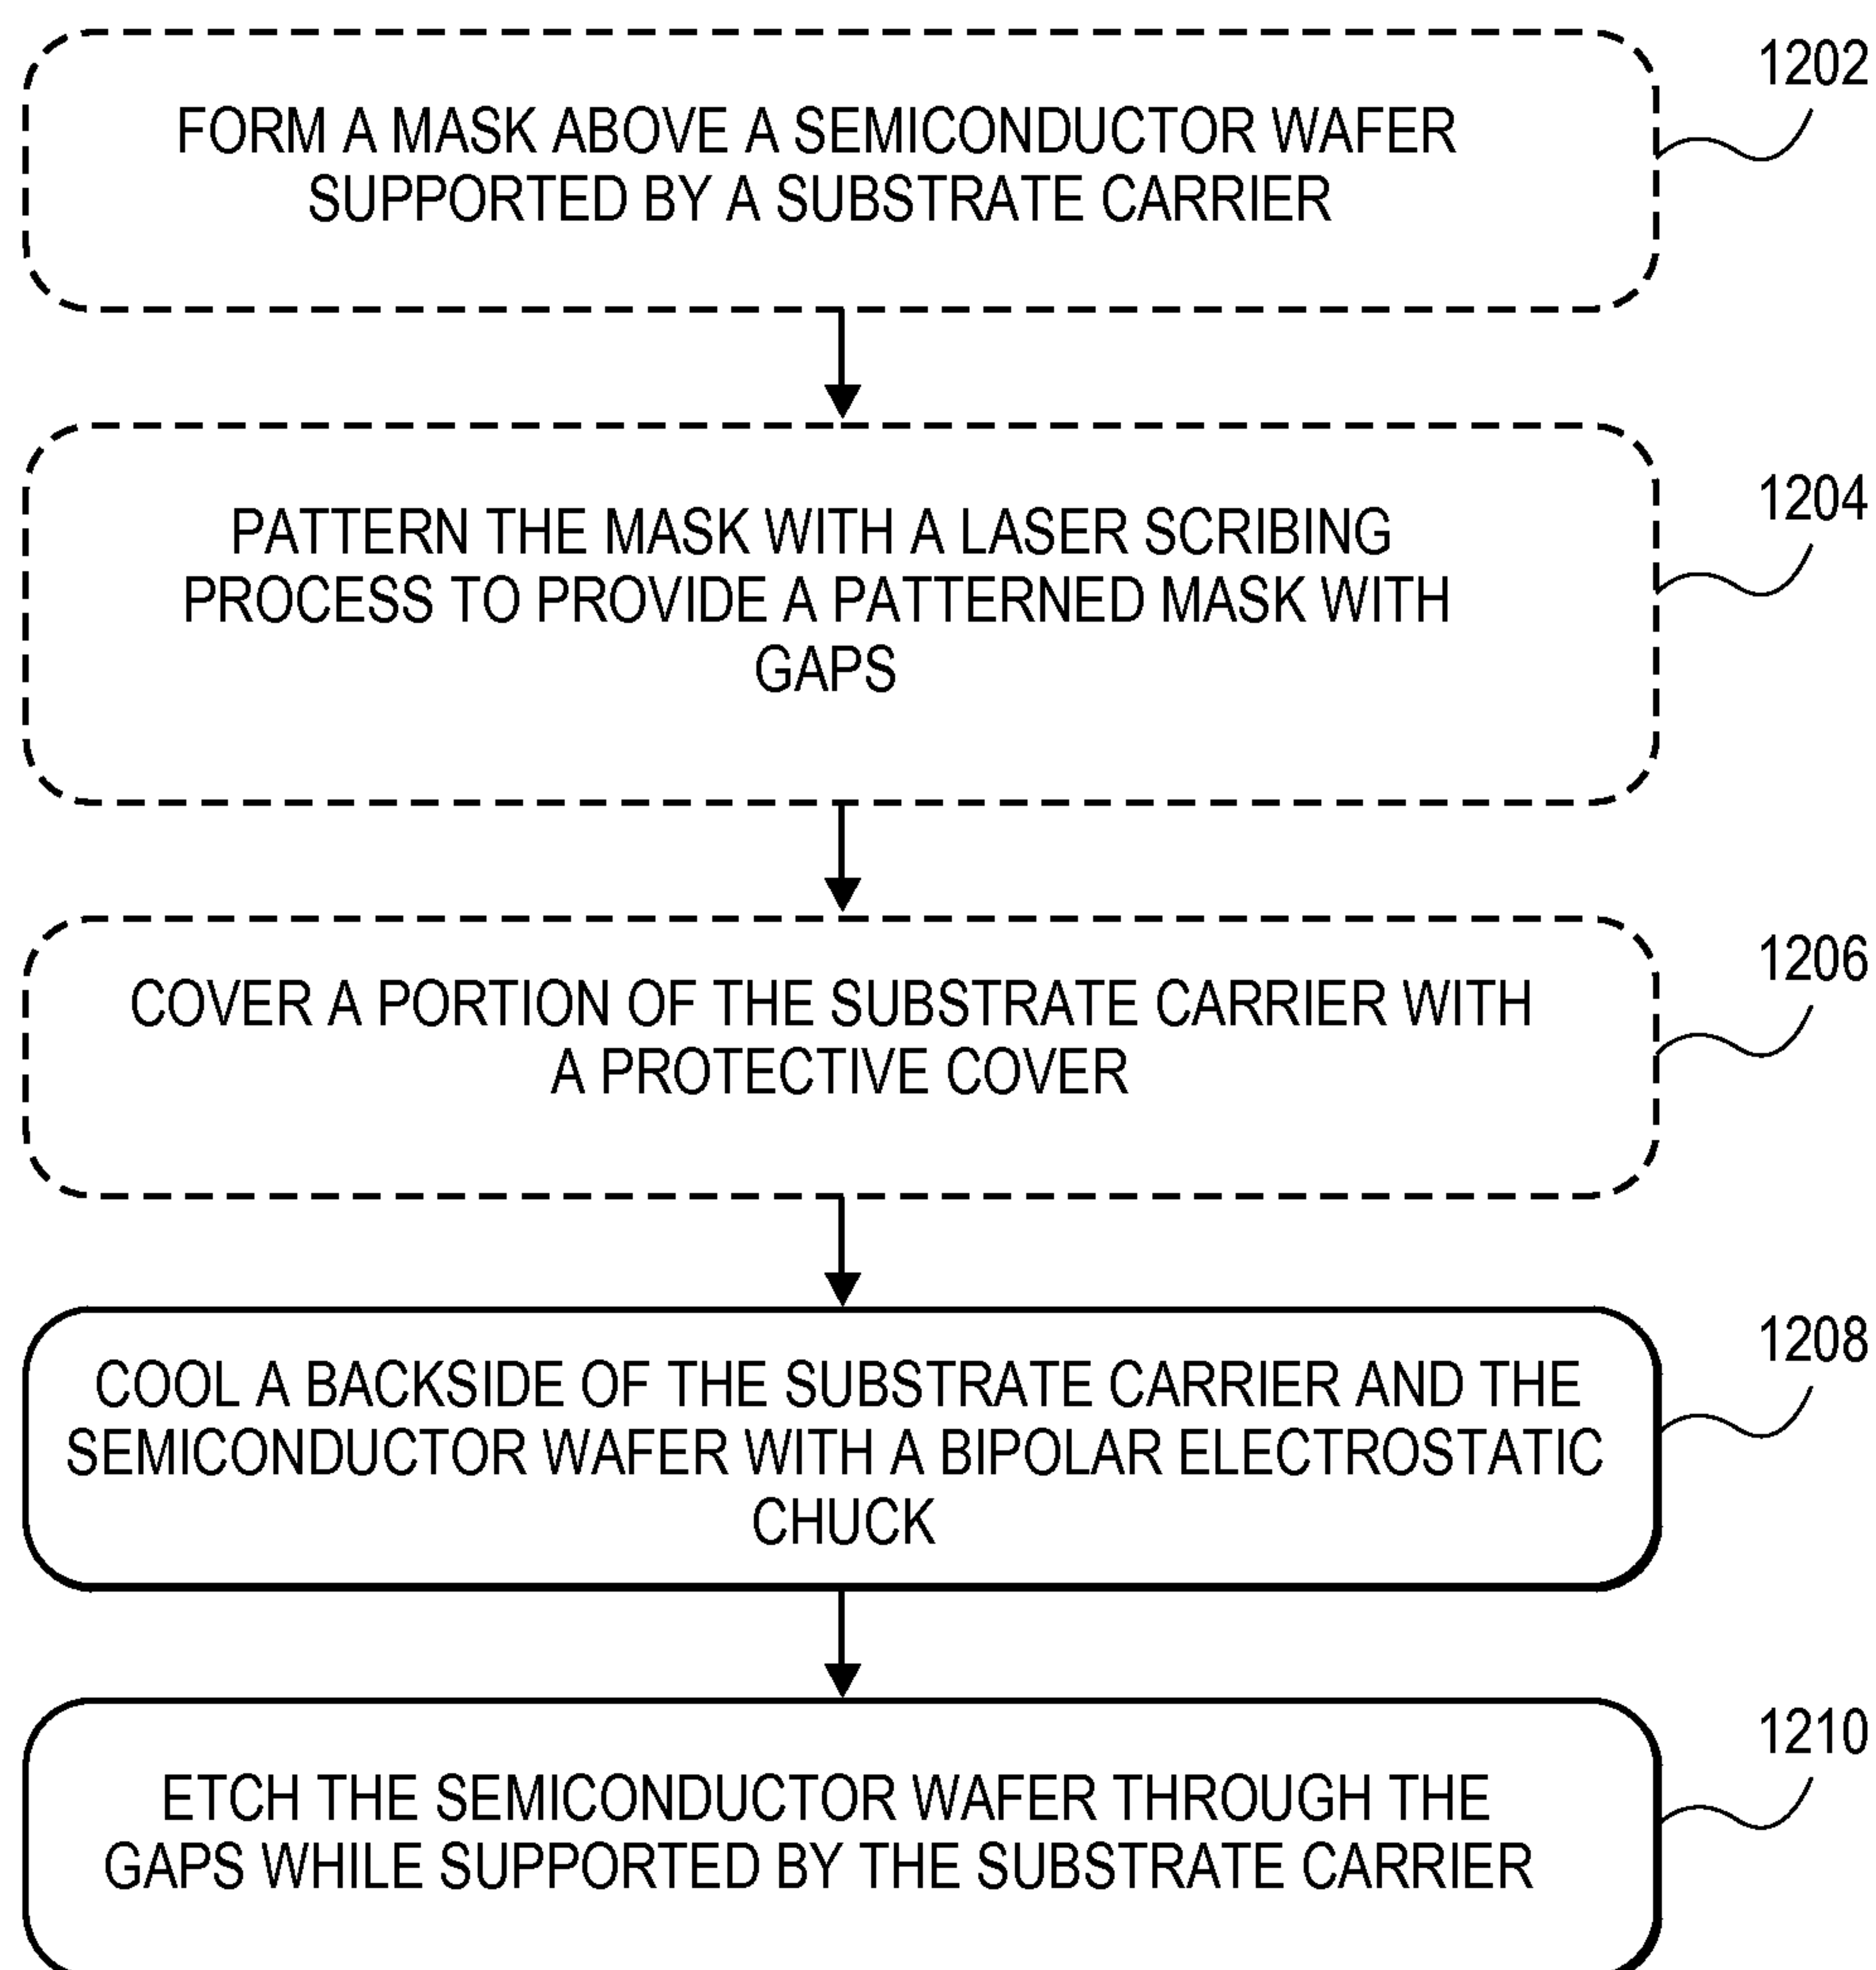 1202
FORM A MASK ABOVE A SEMICONDUCTOR WAFER
SUPPORTED BY A SUBSTRATE CARRIER
1204
PATTERN THE MASK WITH A LASER SCRIBING
PROCESS TO PROVIDE A PATTERNED MASK WITH
GAPS
1206
COVER A PORTION OF THE SUBSTRATE CARRIER WITH
A PROTECTIVE COVER
1208
COOL A BACKSIDE OF THE SUBSTRATE CARRIER AND THE
SEMICONDUCTOR WAFER WITH A BIPOLAR ELECTROSTATIC
CHUCK
1210
ETCH THE SEMICONDUCTOR WAFER THROUGH THE
GAPS WHILE SUPPORTED BY THE SUBSTRATE CARRIER